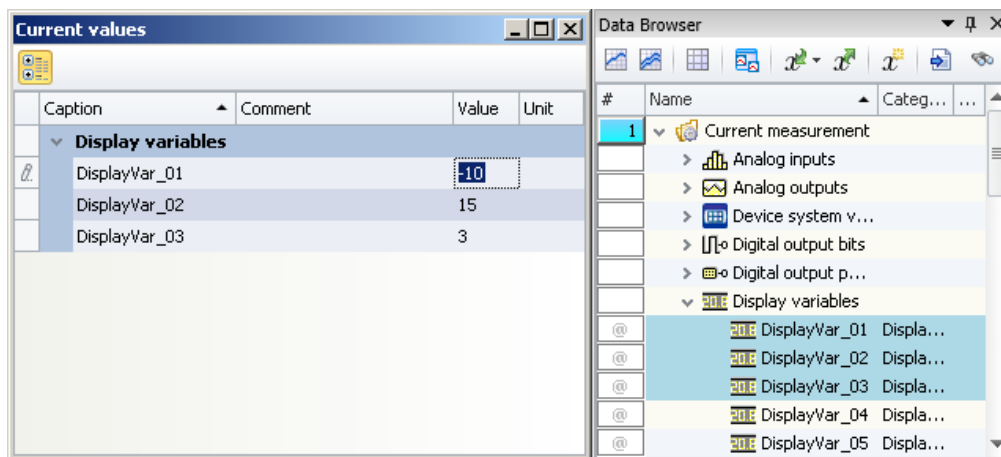 Current values
Caption Comment Value Unit
Display variables
DisplayVar_01 -10
DisplayVar_02 15
DisplayVar_03 3
Data Browser
# Name Categ... ...
1 Current measurement
Analog inputs
Analog outputs
Device system v...
Digital output bits
Digital output p...
Display variables
@ DisplayVar_01 Displa...
@ DisplayVar_02 Displa...
@ DisplayVar_03 Displa...
@ DisplayVar_04 Displa...
@ DisplayVar_05 Displa...